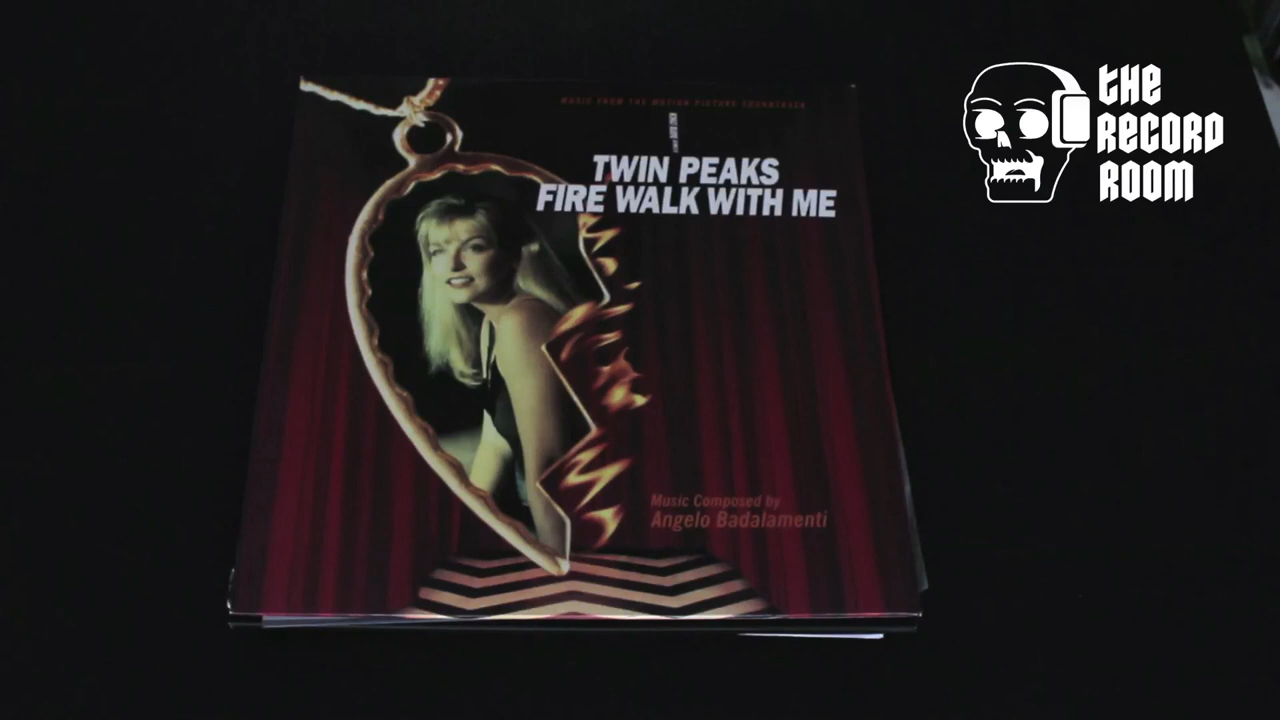 MUSIC FROM THE MOTION PICTURE SOUNDTRACK
TWIN PEAKS
FIRE WALK WITH ME
Music Composed by
Angelo Badalamenti
THE
RECORD
ROOM